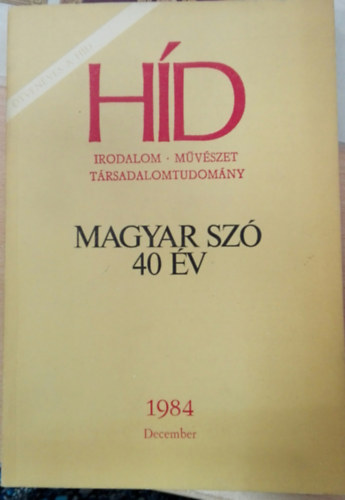 HÍD
IRODALOM · MŰVÉSZET
TÁRSADALOMTUDOMÁNY
MAGYAR SZÓ
40 ÉV
1984
December